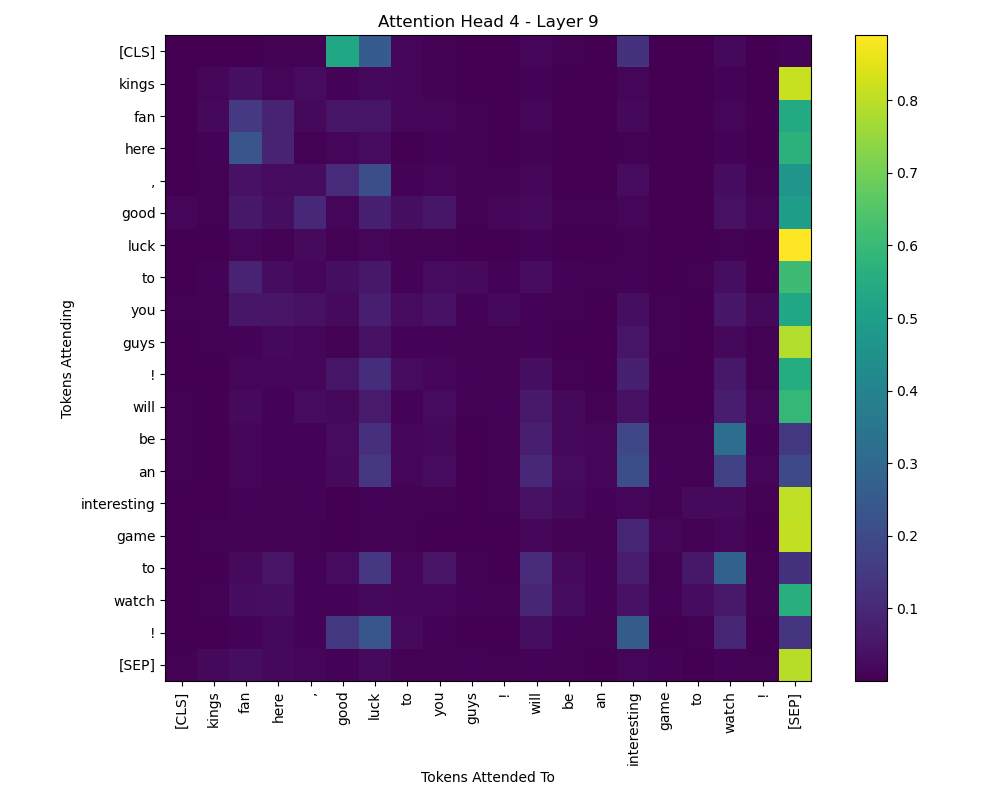 Attention Head 4 - Layer 9
Tokens Attending
[CLS]
kings
fan
here
,
good
luck
to
you
guys
!
will
be
an
interesting
game
to
watch
!
[SEP]
[CLS]
kings
fan
here
,
good
luck
to
you
guys
!
will
be
an
interesting
game
to
watch
!
[SEP]
Tokens Attended To
0.8
0.7
0.6
0.5
0.4
0.3
0.2
0.1